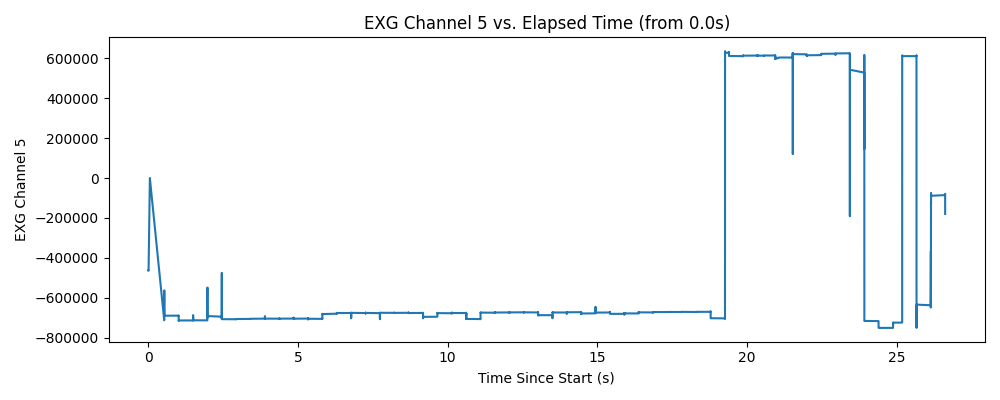 EXG Channel 5 vs. Elapsed Time (from 0.0s)
600000
400000
200000
0
−200000
−400000
−600000
−800000
EXG Channel 5
0 5 10 15 20 25
Time Since Start (s)